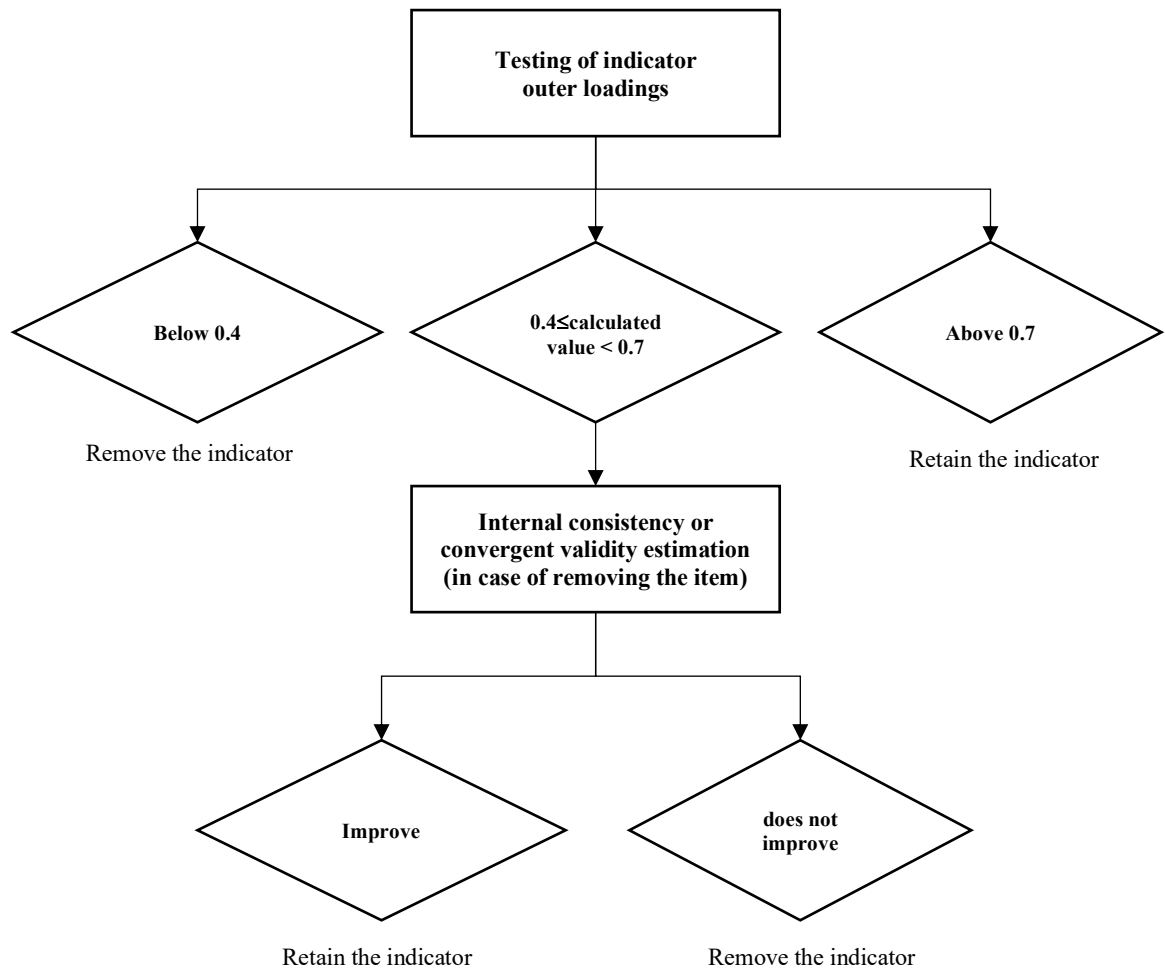 Testing of indicator
outer loadings
Below 0.4
0.4≤calculated
value < 0.7
Above 0.7
Remove the indicator
Retain the indicator
Internal consistency or
convergent validity estimation
(in case of removing the item)
Improve
does not
improve
Retain the indicator
Remove the indicator